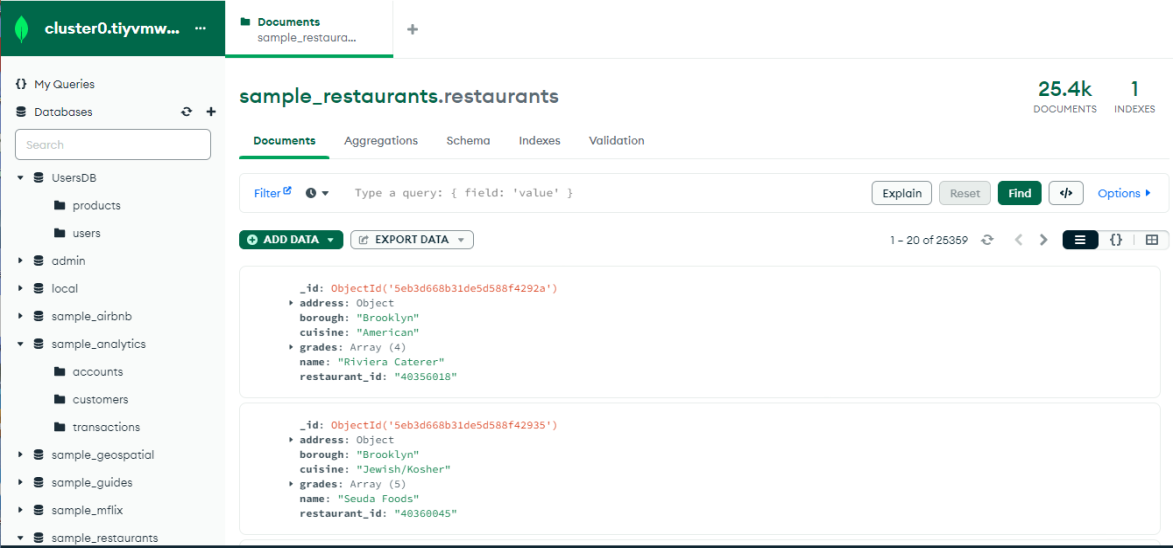 cluster0.tiyvmw... ...
Documents
sample_restaura...
+
{} My Queries
Databases
Search
UsersDB
products
users
admin
local
sample_airbnb
sample_analytics
accounts
customers
transactions
sample_geospatial
sample_guides
sample_mflix
sample_restaurants
sample_restaurants.restaurants
25.4k
DOCUMENTS
1
INDEXES
Documents Aggregations Schema Indexes Validation
Filter Type a query: { field: 'value' } Explain Reset Find </> Options
ADD DATA EXPORT DATA 1 – 20 of 25359 {}
_id: ObjectId('5eb3d668b31de5d588f4292a')
address: Object
borough: "Brooklyn"
cuisine: "American"
grades: Array (4)
name: "Riviera Caterer"
restaurant_id: "40356018"
_id: ObjectId('5eb3d668b31de5d588f42935')
address: Object
borough: "Brooklyn"
cuisine: "Jewish/Kosher"
grades: Array (5)
name: "Seuda Foods"
restaurant_id: "40360045"